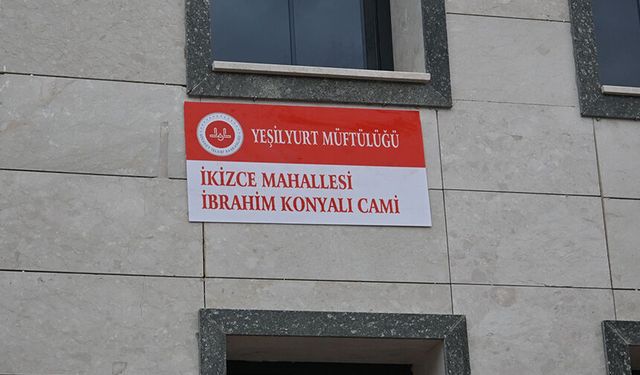 YEŞİLYURT MÜFTÜLÜĞÜ
İKİZCE MAHALLESİ
İBRAHİM KONYALI CAMİ